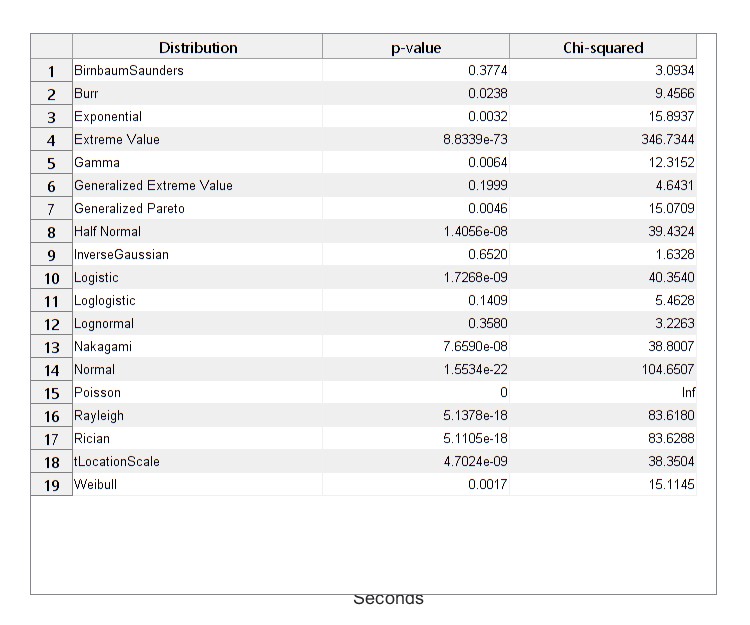 Distribution p-value Chi-squared
1 BirnbaumSaunders 0.3774 3.0934
2 Burr 0.0238 9.4566
3 Exponential 0.0032 15.8937
4 Extreme Value 8.8339e-73 346.7344
5 Gamma 0.0064 12.3152
6 Generalized Extreme Value 0.1999 4.6431
7 Generalized Pareto 0.0046 15.0709
8 Half Normal 1.4056e-08 39.4324
9 InverseGaussian 0.6520 1.6328
10 Logistic 1.7268e-09 40.3540
11 Loglogistic 0.1409 5.4628
12 Lognormal 0.3580 3.2263
13 Nakagami 7.6590e-08 38.8007
14 Normal 1.5534e-22 104.6507
15 Poisson 0 Inf
16 Rayleigh 5.1378e-18 83.6180
17 Rician 5.1105e-18 83.6288
18 tLocationScale 4.7024e-09 38.3504
19 Weibull 0.0017 15.1145
Seconds